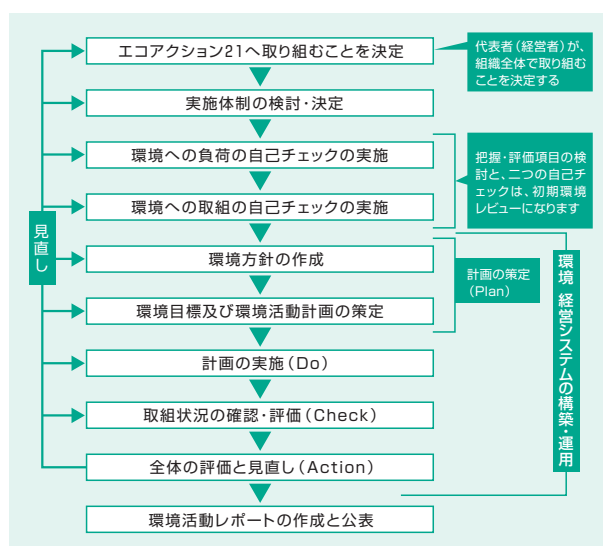 エコアクション21へ取り組むことを決定
代表者（経営者）が、
組織全体で取り組む
ことを決定する
実施体制の検討・決定
環境への負荷の自己チェックの実施
環境への取組の自己チェックの実施
把握・評価項目の検
討と、二つの自己チ
ェックは、初期環境
レビューになります
見直し
環境方針の作成
環境目標及び環境活動計画の策定
計画の策定
（Plan）
計画の実施（Do）
取組状況の確認・評価（Check）
全体の評価と見直し（Action）
環境 経営システムの構築・運用
環境活動レポートの作成と公表